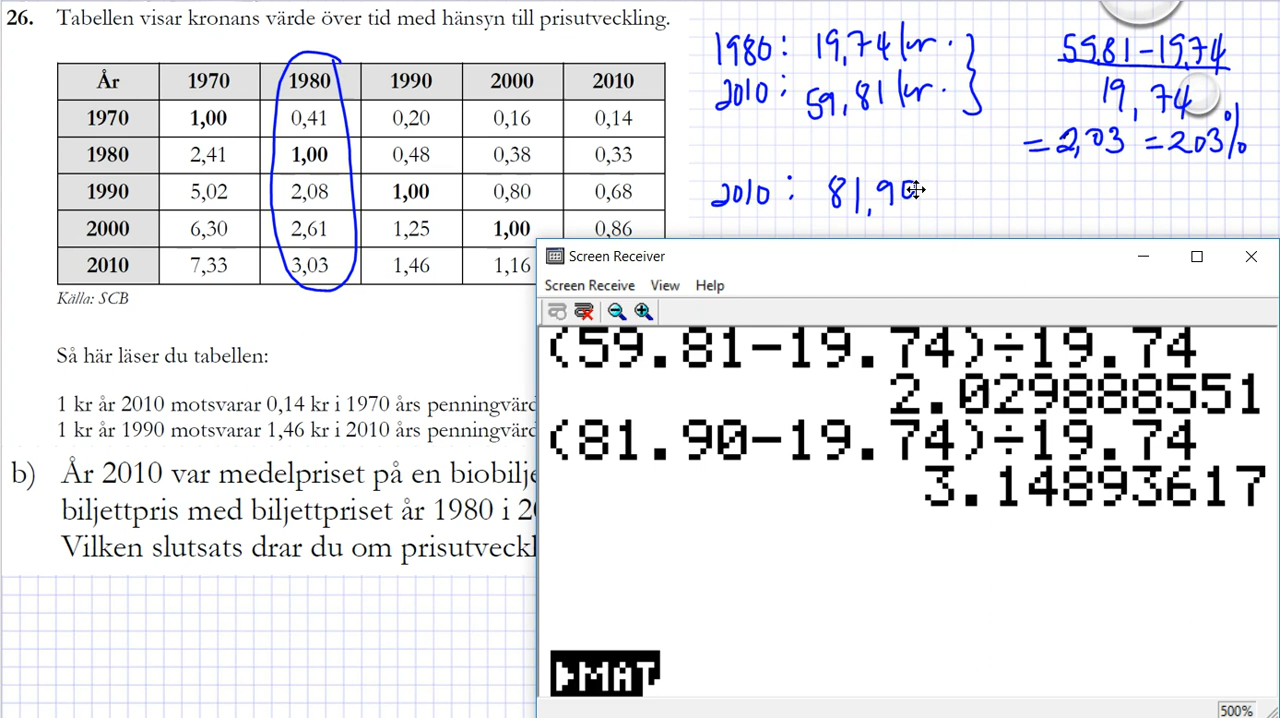 26. Tabellen visar kronans värde över tid med hänsyn till prisutveckling.
År 1970 1980 1990 2000 2010
1970 1,00 0,41 0,20 0,16 0,14
1980 2,41 1,00 0,48 0,38 0,33
1990 5,02 2,08 1,00 0,80 0,68
2000 6,30 2,61 1,25 1,00 0,86
2010 7,33 3,03 1,46 1,16
Källa: SCB
Så här läser du tabellen:
1 kr år 2010 motsvarar 0,14 kr i 1970 års penningvärd
1 kr år 1990 motsvarar 1,46 kr i 2010 års penningvärd
b) År 2010 var medelpriset på en biobilje
biljettpris med biljettpriset år 1980 i 20
Vilken slutsats drar du om prisutveckl
1980: 19,74 kr.
2010: 59,81 kr.
59,81-19,74
19,74
=2,03 =203%
2010: 81,90
Screen Receiver
Screen Receive View Help
(59.81-19.74)÷19.74
2.029888551
(81.90-19.74)÷19.74
3.14893617
▶MAT
500%